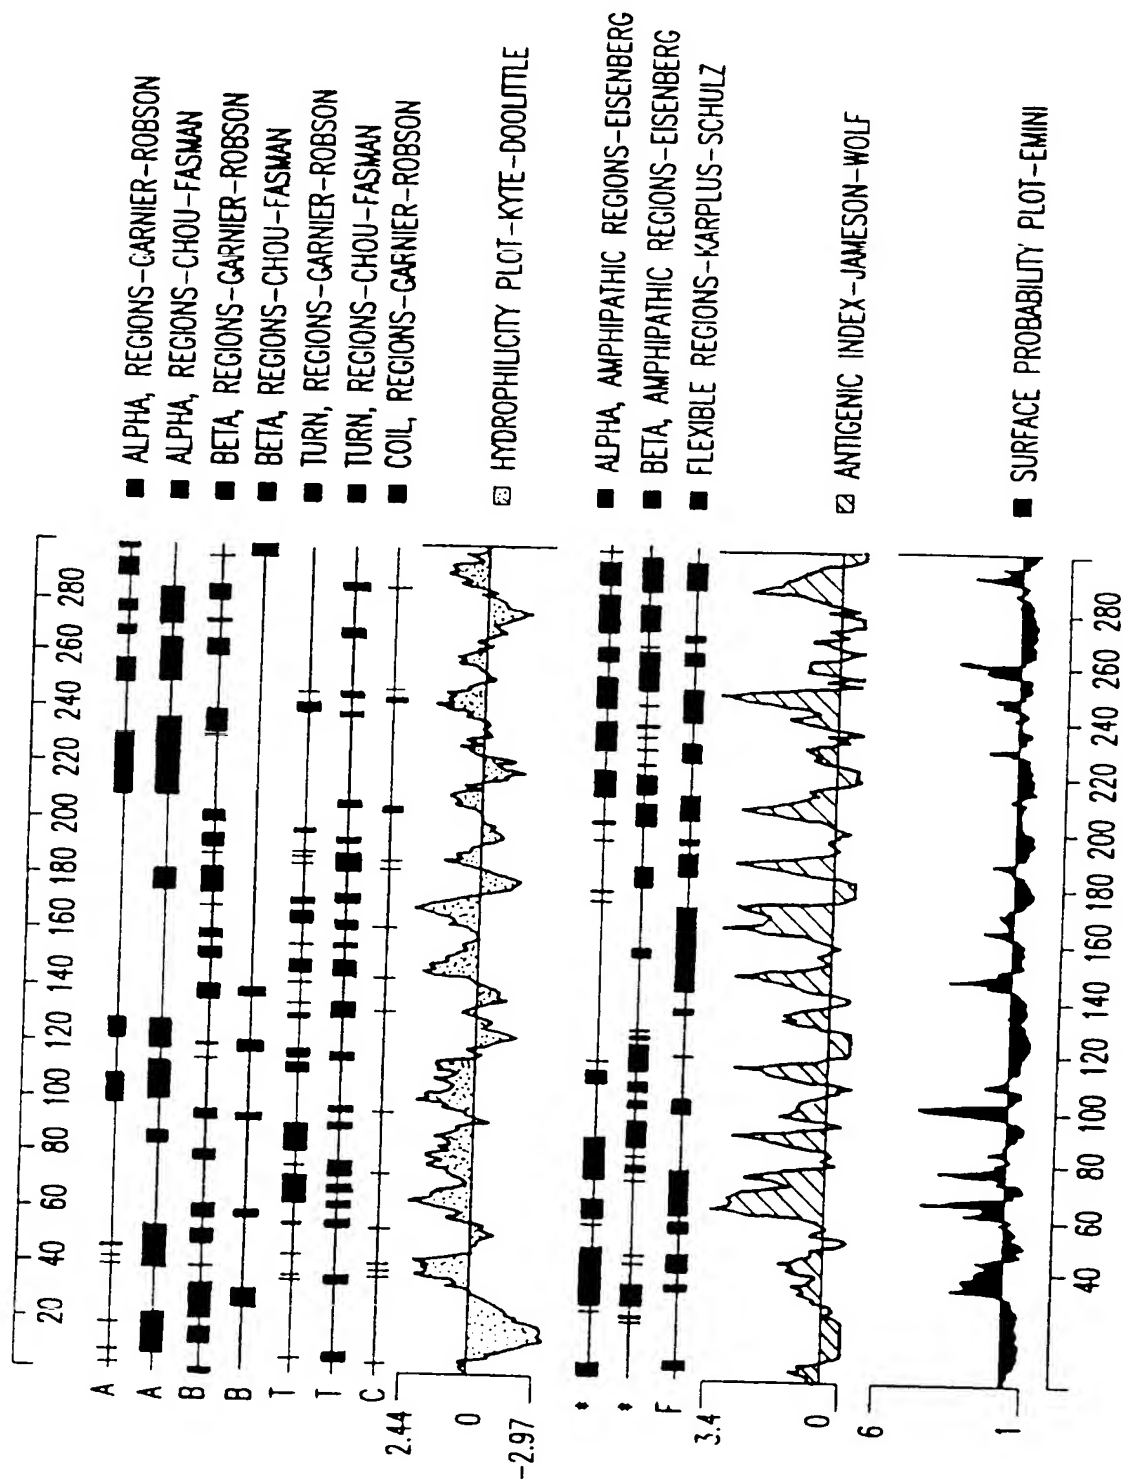 20 40 60 80 100 120 140 160 180 200 220 240 260 280
A ■ ALPHA, REGIONS-GARNIER-ROBSON
A ■ ALPHA, REGIONS-CHOU-FASMAN
B ■ BETA, REGIONS-GARNIER-ROBSON
B ■ BETA, REGIONS-CHOU-FASMAN
T ■ TURN, REGIONS-GARNIER-ROBSON
T ■ TURN, REGIONS-CHOU-FASMAN
C ■ COIL, REGIONS-GARNIER-ROBSON
2.44
0 HYDROPHILICITY PLOT-KYTE-DOOLITTLE
-2.97
* ■ ALPHA, AMPHIPATHIC REGIONS-EISENBERG
* ■ BETA, AMPHIPATHIC REGIONS-EISENBERG
F ■ FLEXIBLE REGIONS-KARPLUS-SCHULZ
3.4
0 ANTIGENIC INDEX-JAMESON-WOLF
6
1 ■ SURFACE PROBABILITY PLOT-EMINI
40 60 80 100 120 140 160 180 200 220 240 260 280